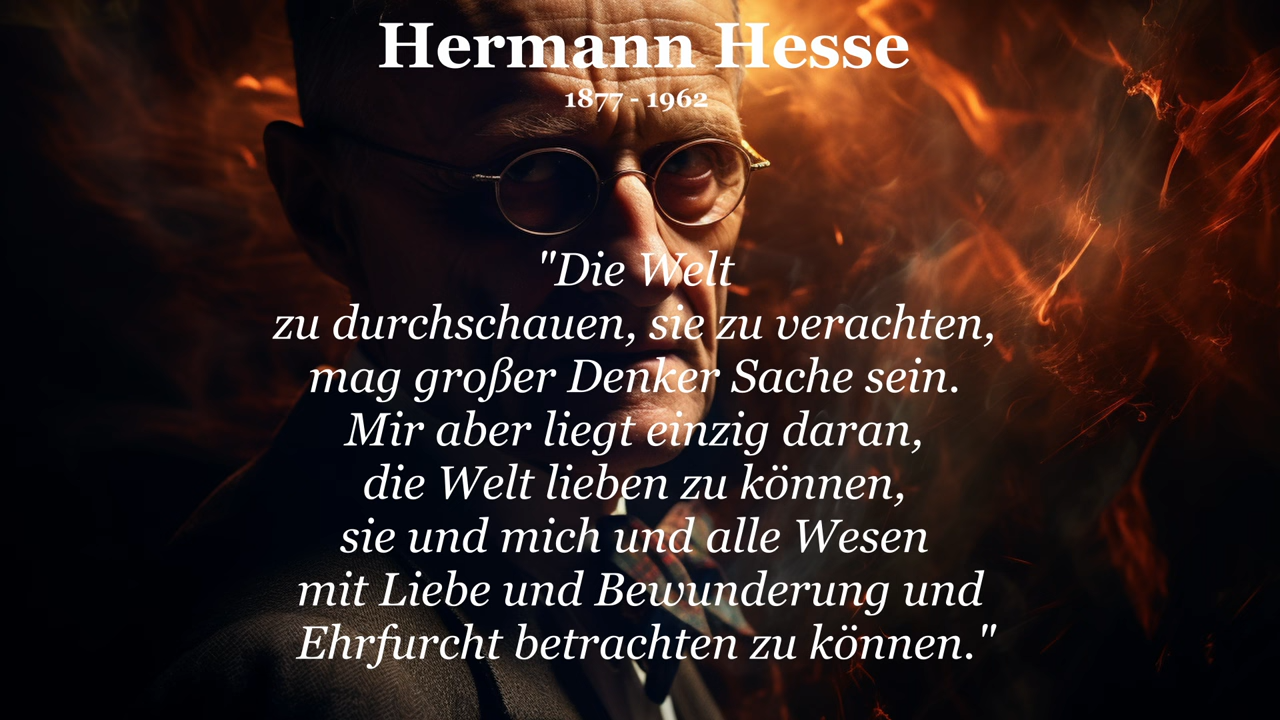 Hermann Hesse
1877 - 1962
"Die Welt
zu durchschauen, sie zu verachten,
mag großer Denker Sache sein.
Mir aber liegt einzig daran,
die Welt lieben zu können,
sie und mich und alle Wesen
mit Liebe und Bewunderung und
Ehrfurcht betrachten zu können."